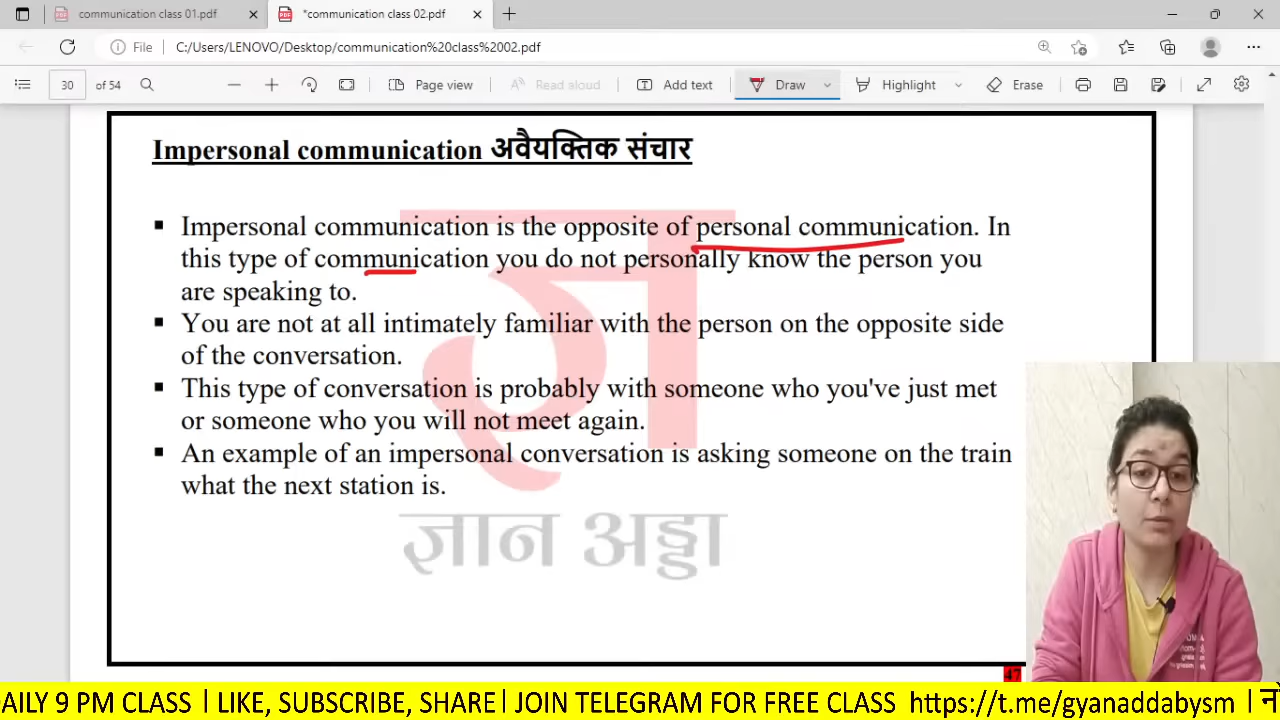 communication class 01.pdf
*communication class 02.pdf
File C:/Users/LENOVO/Desktop/communication%20class%2002.pdf
30 of 54 Page view Read aloud Add text Draw Highlight Erase
Impersonal communication अवैयक्तिक संचार
▪ Impersonal communication is the opposite of personal communication. In
this type of communication you do not personally know the person you
are speaking to.
▪ You are not at all intimately familiar with the person on the opposite side
of the conversation.
▪ This type of conversation is probably with someone who you've just met
or someone who you will not meet again.
▪ An example of an impersonal conversation is asking someone on the train
what the next station is.
ज्ञान अड्डा
47
AILY 9 PM CLASS । LIKE, SUBSCRIBE, SHARE। JOIN TELEGRAM FOR FREE CLASS https://t.me/gyanaddabysm । न